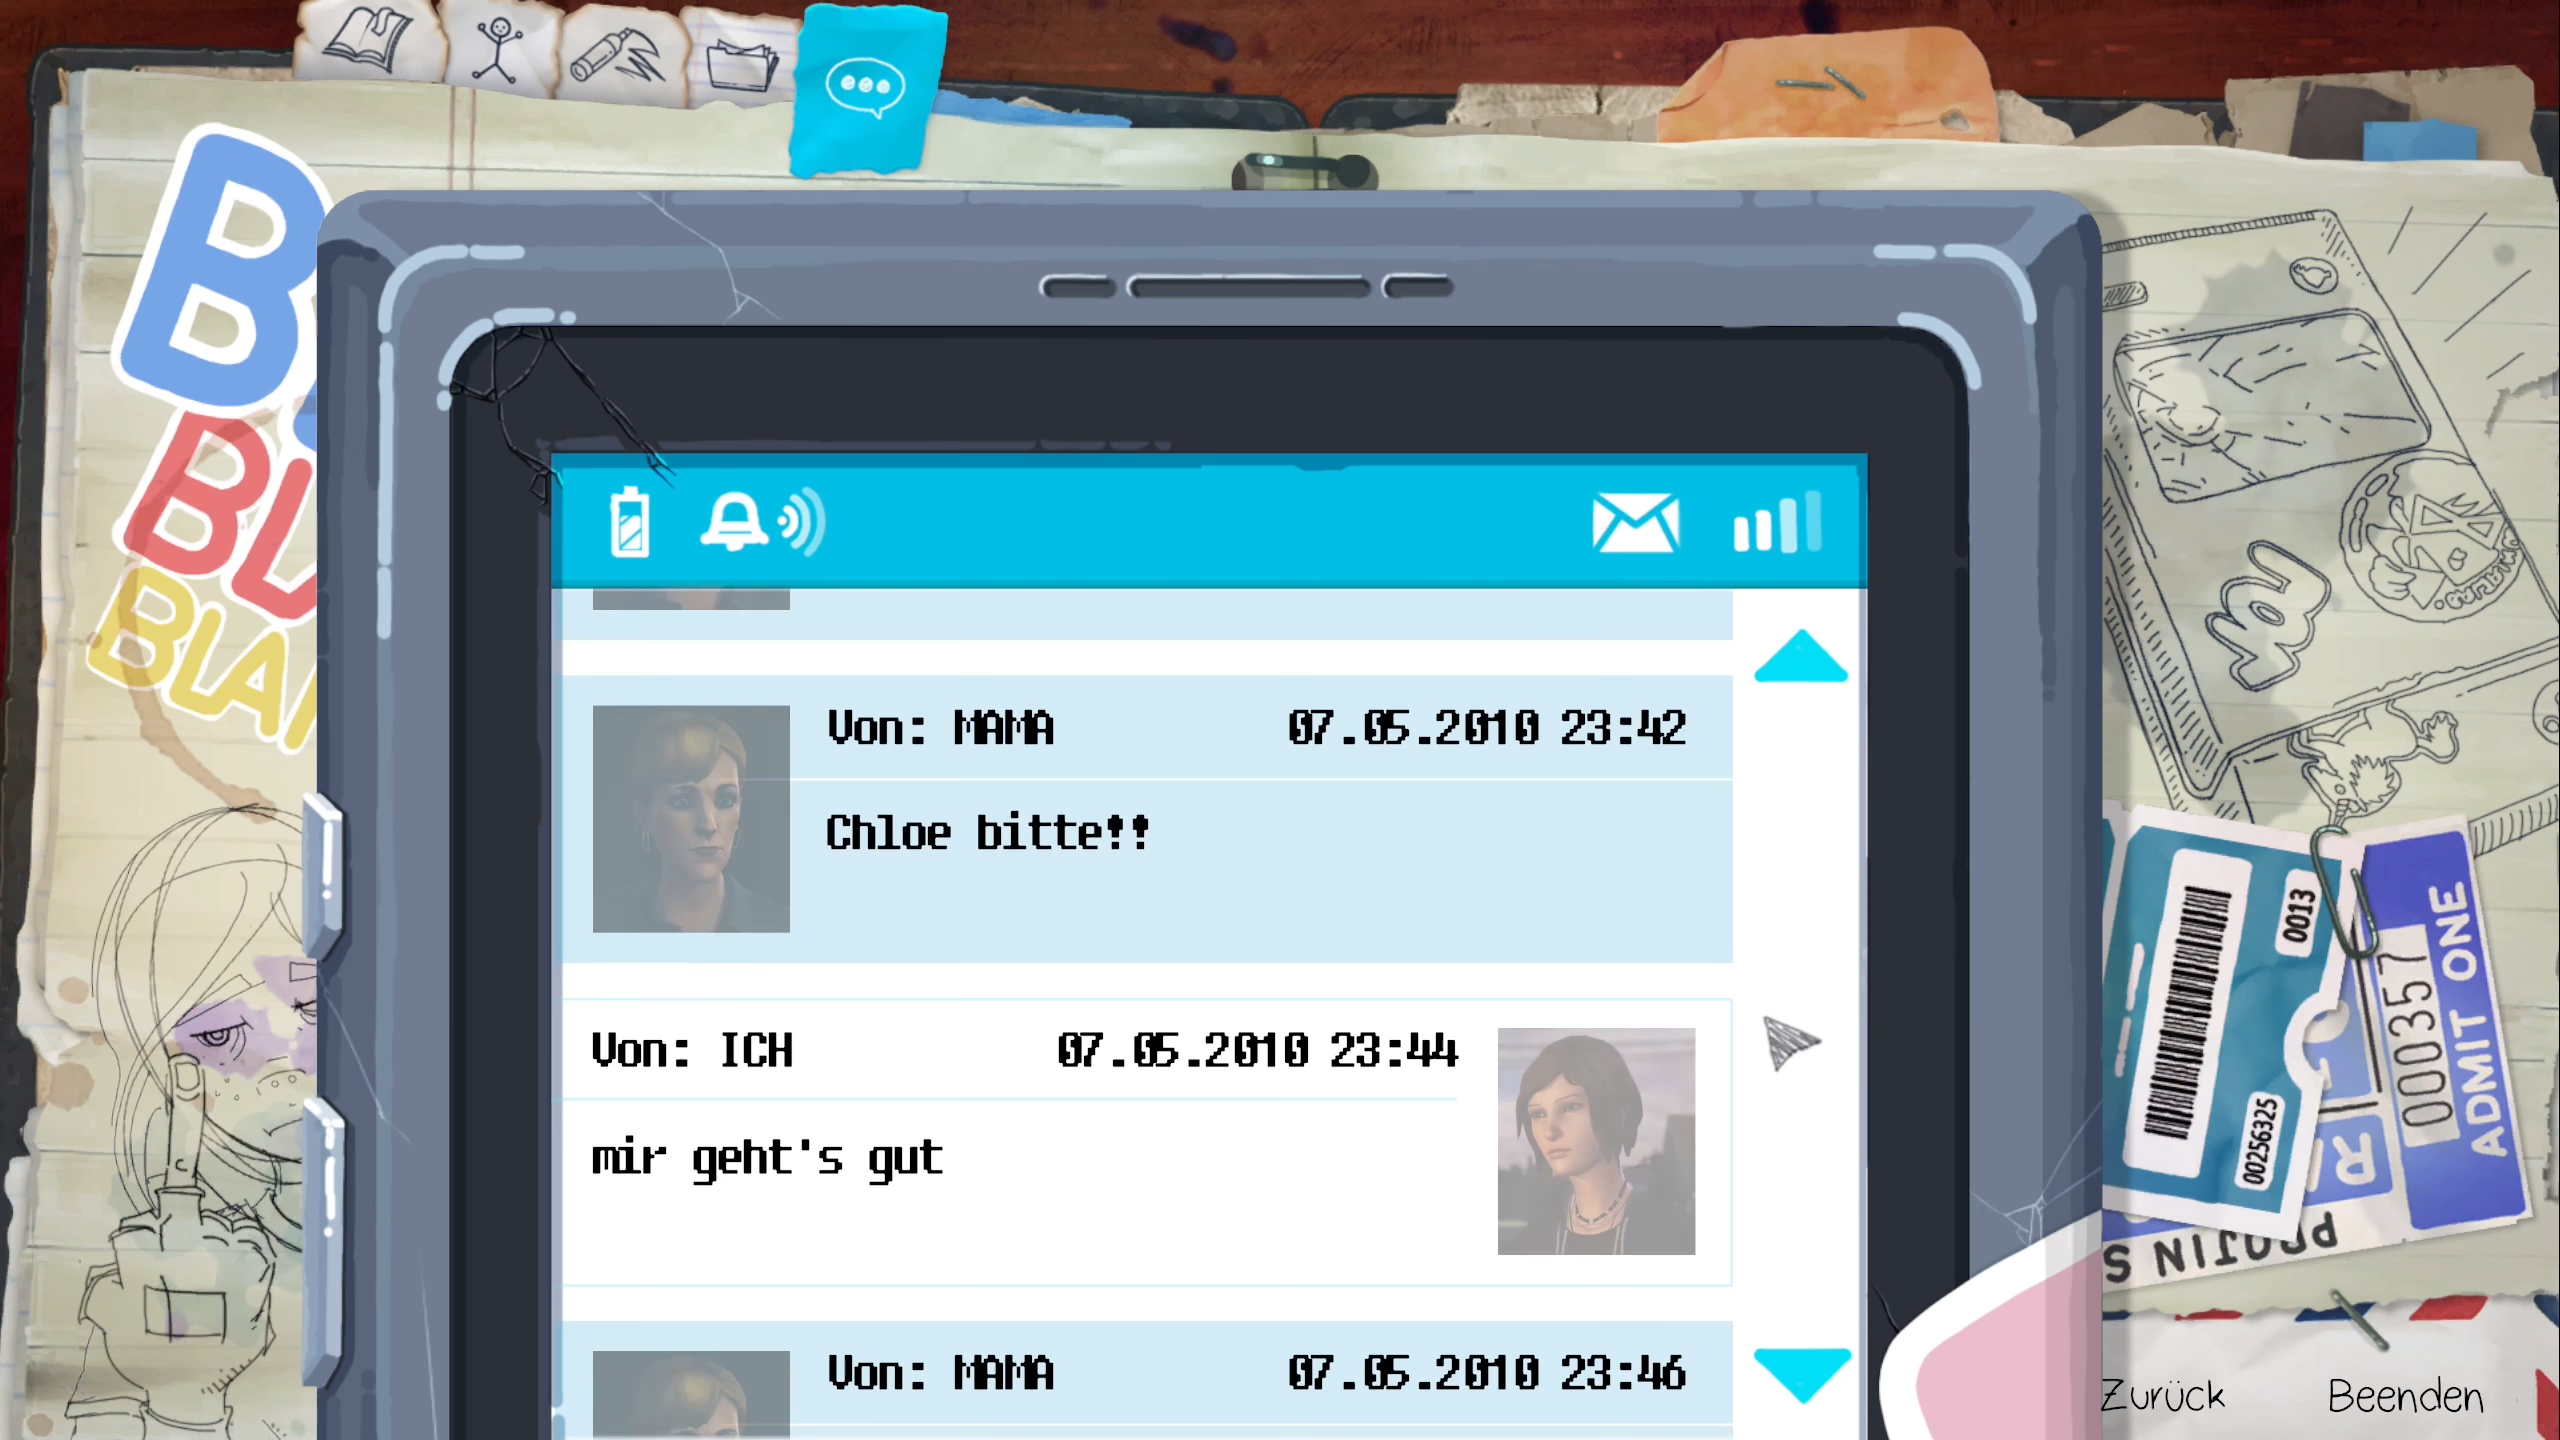 Von: MAMA 07.05.2010 23:42
Chloe bitte!!
Von: ICH 07.05.2010 23:44
mir geht's gut
Von: MAMA 07.05.2010 23:46
0013
00256325
000357
ADMIT ONE
Zurück
Beenden